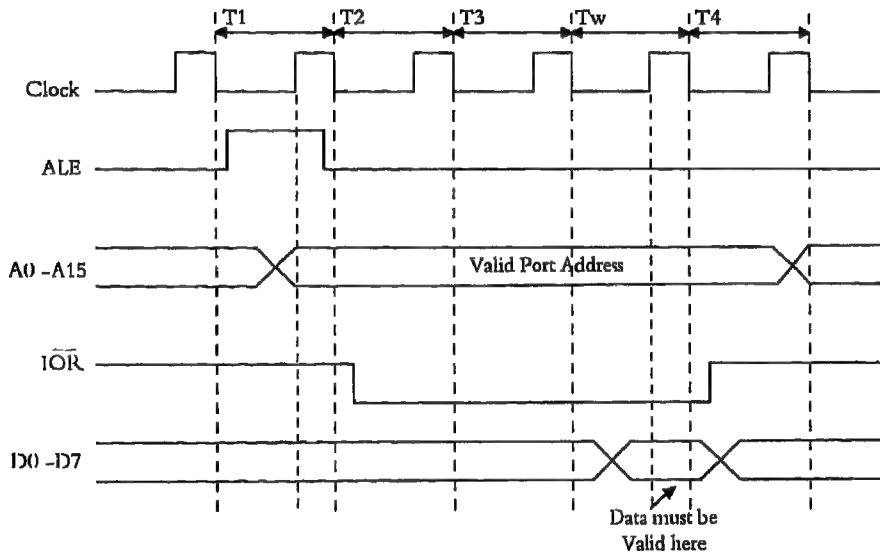 T1 T2 T3 Tw T4
Clock
ALE
A0 -A15
Valid Port Address
IOR
D0 -D7
Data must be
Valid here